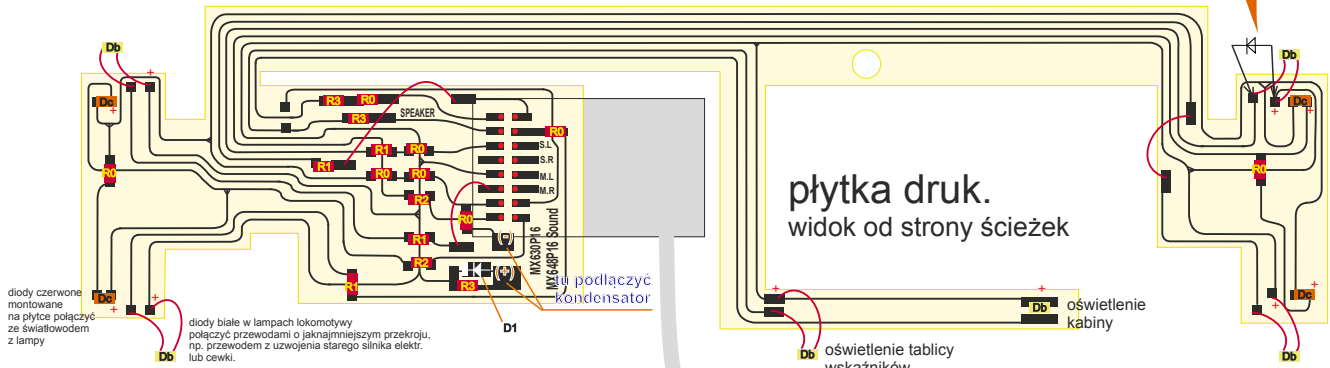 Db
+
Dc
+
R0
R3
R0
SPEAKER
R3
R0
R1
R0
S.L
R1
S.R
R0
R0
M.L
R2
M.R
R0
R1
R2
R1
R3
(-)
(+)
MX630P16
MX648P16 Sound
tu podłączyć
kondensator
D1
Dc
+
+
Db
diody czerwone
montowane
na płytce połączyć
ze światłowodem
z lampy
diody białe w lampach lokomotywy
połączyć przewodami o jaknajmniejszym przekroju,
np. przewodem z uzwojenia starego silnika elektr.
lub cewki.
płytka druk.
widok od strony ścieżek
+
Db
oświetlenie
kabiny
+
Db
oświetlenie tablicy
wskaźników
Db
+
Dc
+
R0
+
Dc
+
Db